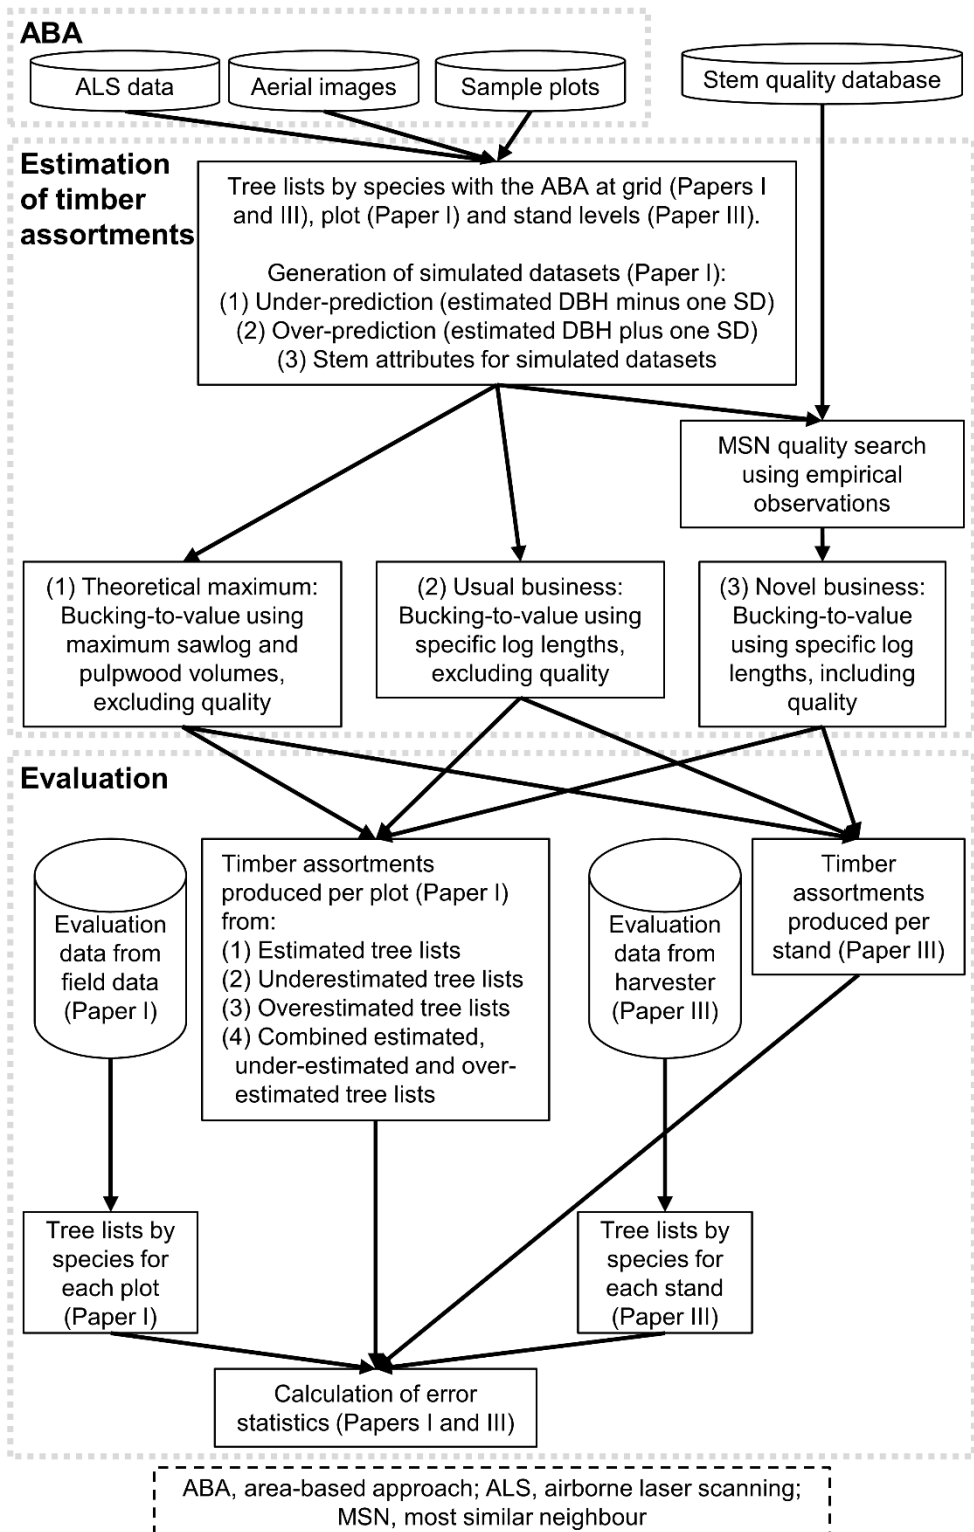 ABA
ALS data
Aerial images
Sample plots
Stem quality database
Estimation
of timber
assortments
Tree lists by species with the ABA at grid (Papers I
and III), plot (Paper I) and stand levels (Paper III).
Generation of simulated datasets (Paper I):
(1) Under-prediction (estimated DBH minus one SD)
(2) Over-prediction (estimated DBH plus one SD)
(3) Stem attributes for simulated datasets
MSN quality search
using empirical
observations
(1) Theoretical maximum:
Bucking-to-value using
maximum sawlog and
pulpwood volumes,
excluding quality
(2) Usual business:
Bucking-to-value using
specific log lengths,
excluding quality
(3) Novel business:
Bucking-to-value
using specific log
lengths, including
quality
Evaluation
Evaluation
data from
field data
(Paper I)
Timber assortments
produced per plot (Paper I)
from:
(1) Estimated tree lists
(2) Underestimated tree lists
(3) Overestimated tree lists
(4) Combined estimated,
under-estimated and over-
estimated tree lists
Evaluation
data from
harvester
(Paper III)
Timber
assortments
produced per
stand (Paper III)
Tree lists by
species for
each plot
(Paper I)
Tree lists by
species for
each stand
(Paper III)
Calculation of error
statistics (Papers I and III)
ABA, area-based approach; ALS, airborne laser scanning;
MSN, most similar neighbour